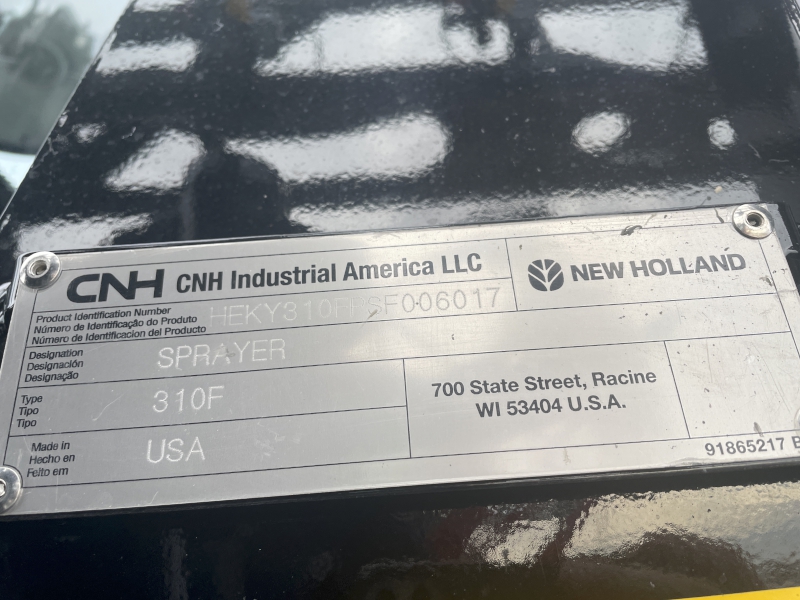 CNH CNH Industrial America LLC
NEW HOLLAND
Product Identification Number
Número de Identificação do Produto
Número de Identificacion del Producto
Designation
Designación
Designação
SPRAYER
Type
Tipo
Tipo
310F
700 State Street, Racine
WI 53404 U.S.A.
Made in
Hecho en
Feito em
USA
91865217